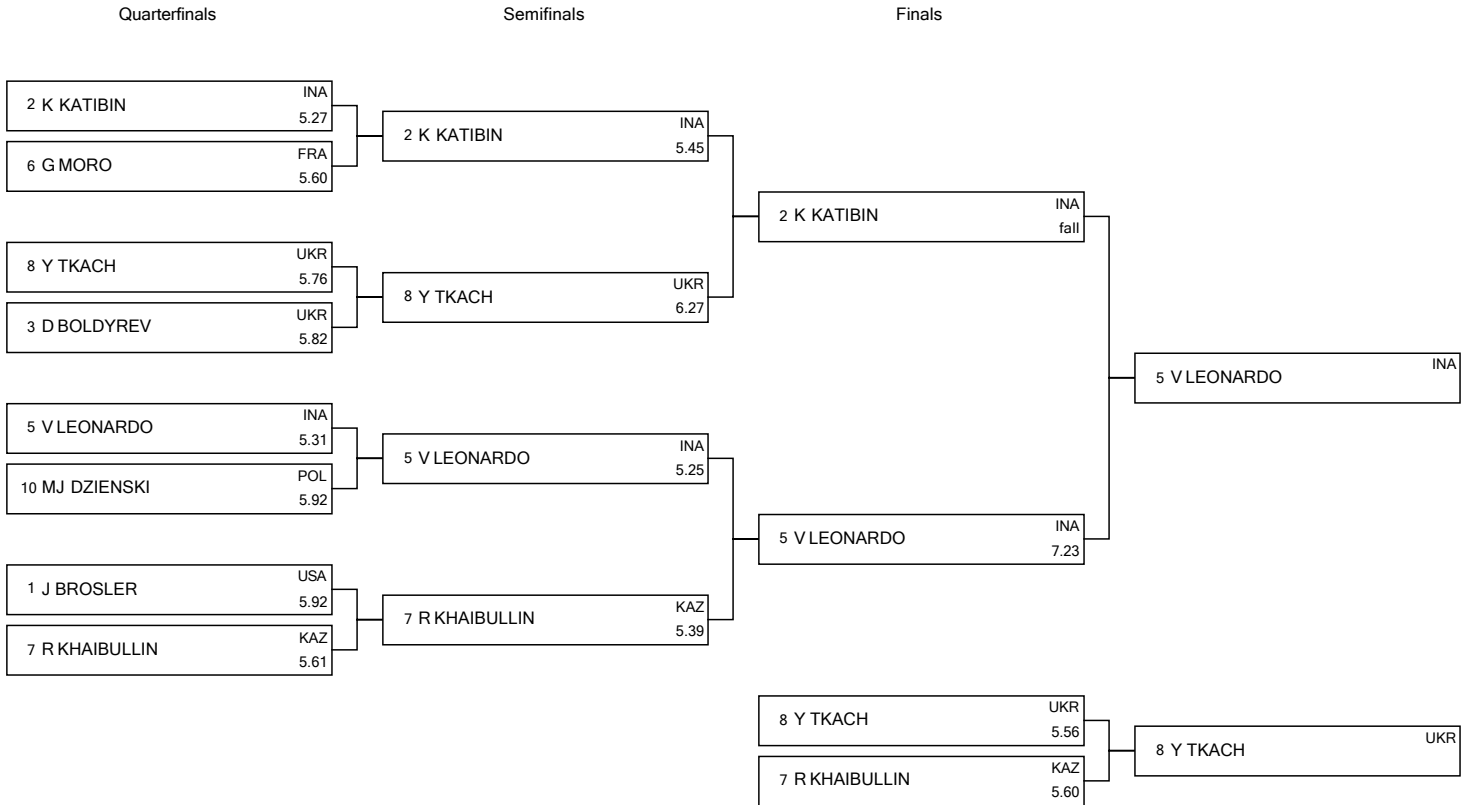 Quarterfinals
Semifinals
Finals
2 K KATIBIN INA
5.27
6 G MORO FRA
5.60
8 Y TKACH UKR
5.76
3 D BOLDYREV UKR
5.82
5 V LEONARDO INA
5.31
10 MJ DZIENSKI POL
5.92
1 J BROSLER USA
5.92
7 R KHAIBULLIN KAZ
5.61
2 K KATIBIN INA
5.45
8 Y TKACH UKR
6.27
5 V LEONARDO INA
5.25
7 R KHAIBULLIN KAZ
5.39
2 K KATIBIN INA
fall
5 V LEONARDO INA
7.23
5 V LEONARDO INA
8 Y TKACH UKR
5.56
7 R KHAIBULLIN KAZ
5.60
8 Y TKACH UKR